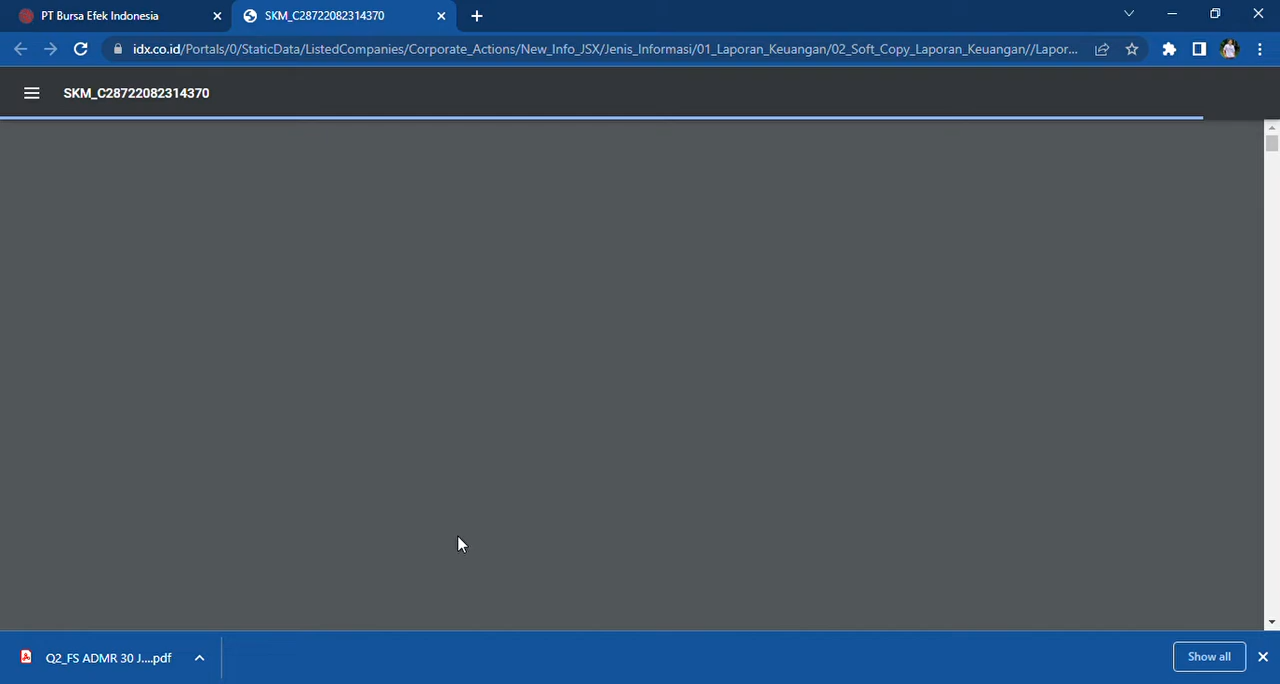 PT Bursa Efek Indonesia
SKM_C28722082314370
idx.co.id/Portals/0/StaticData/ListedCompanies/Corporate_Actions/New_Info_JSX/Jenis_Informasi/01_Laporan_Keuangan/02_Soft_Copy_Laporan_Keuangan//Lapor...
SKM_C28722082314370
Q2_FS ADMR 30 J....pdf
Show all